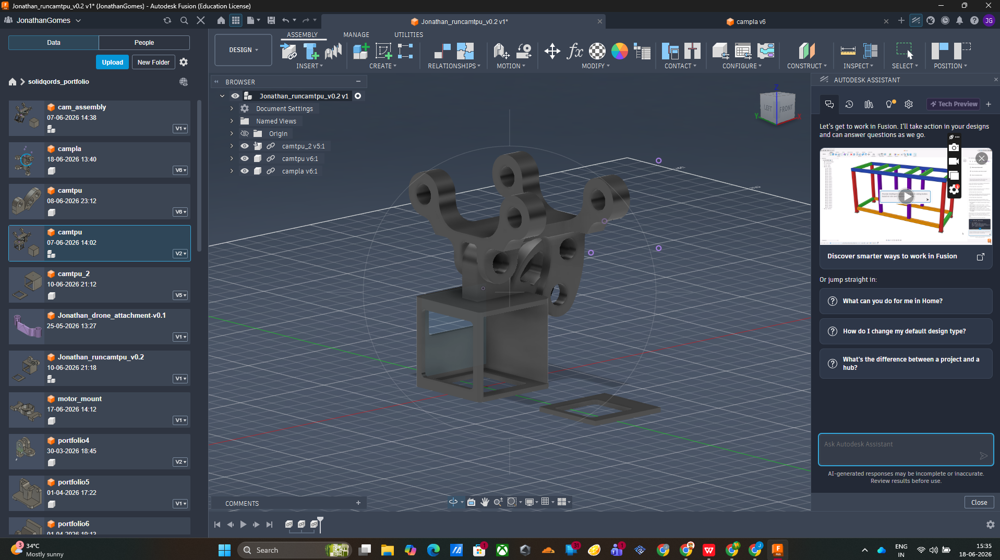 Jonathan_runcamtpu_v0.2 v1* (JonathanGomes) - Autodesk Fusion (Education License)
JonathanGomes
Jonathan_runcamtpu_v0.2 v1*
campla v6
JG
Data
People
Upload
New Folder
solidqords_portfolio
cam_assembly
07-06-2026 14:38
V1
campla
18-06-2026 13:40
V6
camtpu
08-06-2026 23:12
V6
camtpu
07-06-2026 14:02
V2
camtpu_2
10-06-2026 21:12
V5
Jonathan_drone_attachment-v0.1
25-05-2026 13:27
V1
Jonathan_runcamtpu_v0.2
10-06-2026 21:18
V1
motor_mount
17-06-2026 14:12
V1
portfolio4
30-03-2026 18:45
V2
portfolio5
01-04-2026 17:22
V1
portfolio6
01-04-2026 19:13
DESIGN
ASSEMBLY
MANAGE
UTILITIES
INSERT
CREATE
RELATIONSHIPS
MOTION
MODIFY
CONTACT
CONFIGURE
CONSTRUCT
INSPECT
SELECT
POSITION
BROWSER
Jonathan_runcamtpu_v0.2 v1
Document Settings
Named Views
Origin
camtpu_2 v5:1
camtpu v6:1
campla v6:1
Z
LEFT
FRONT
Y
X
COMMENTS
AUTODESK ASSISTANT
Tech Preview
Let's get to work in Fusion. I'll take action in your designs
and can answer questions as we go.
Discover smarter ways to work in Fusion
Or jump straight in:
What can you do for me in Home?
How do I change my default design type?
What's the difference between a project and a
hub?
Ask Autodesk Assistant
AI-generated responses may be incomplete or inaccurate.
Review results before use.
Close
3
34°C
Mostly sunny
Search
1
31
1
ENG
IN
15:35
18-06-2026